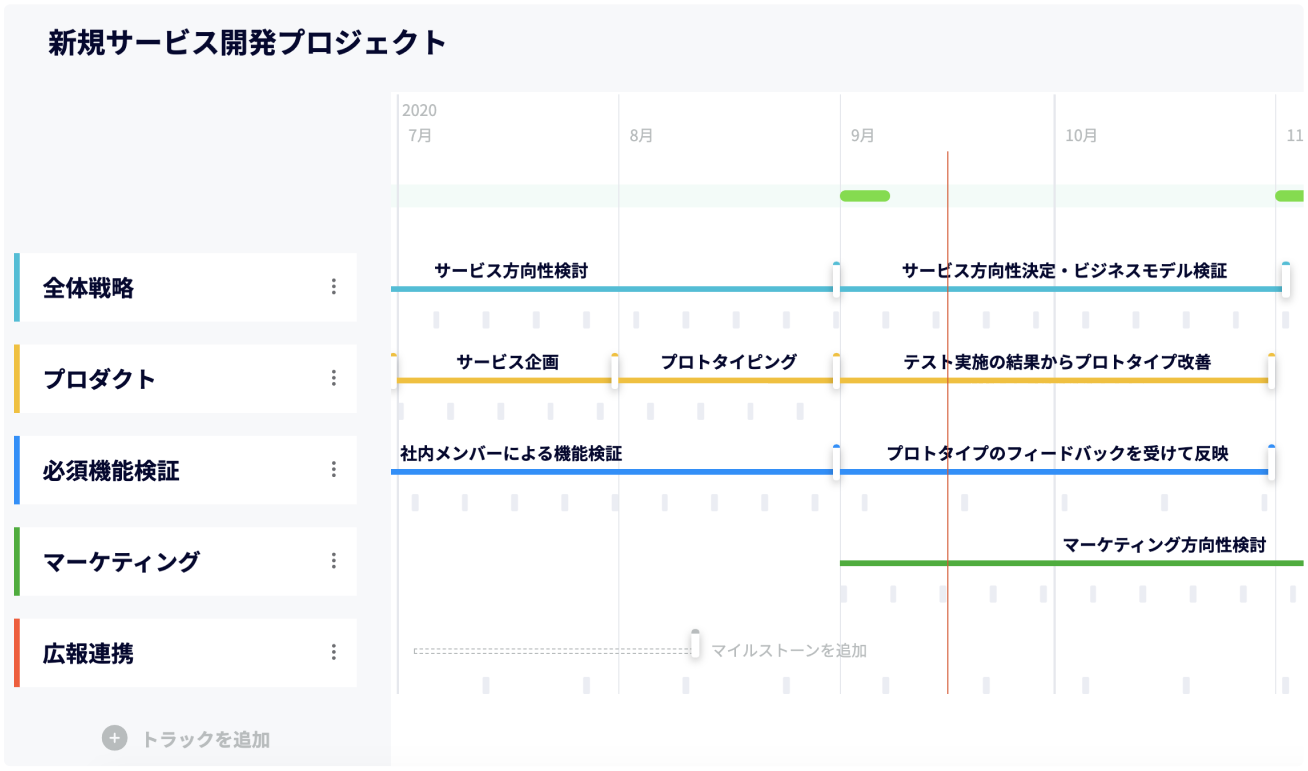 新規サービス開発プロジェクト
2020
7月 8月 9月 10月 11
サービス方向性検討 サービス方向性決定・ビジネスモデル検証
全体戦略
サービス企画 プロトタイピング テスト実施の結果からプロトタイプ改善
プロダクト
社内メンバーによる機能検証 プロトタイプのフィードバックを受けて反映
必須機能検証
マーケティング方向性検討
マーケティング
広報連携 マイルストーンを追加
トラックを追加